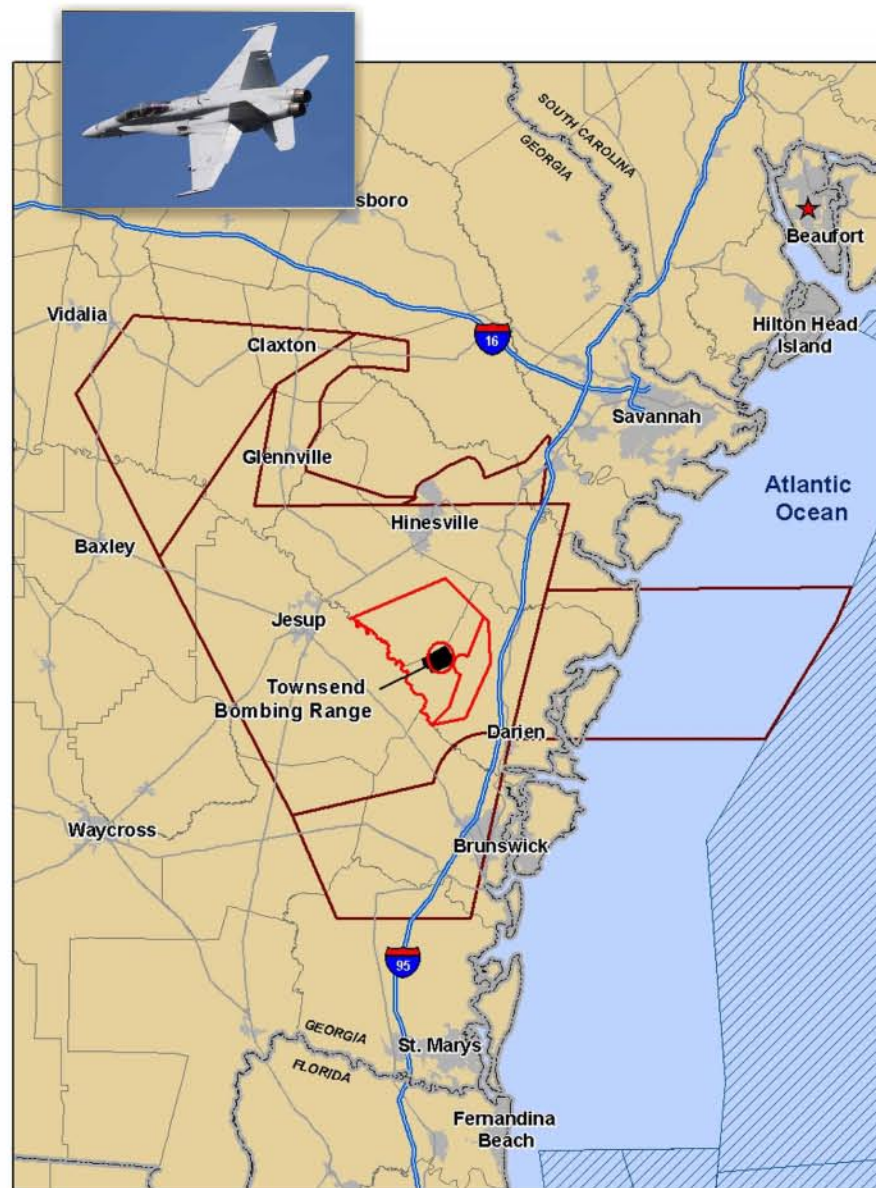 sboro
SOUTH CAROLINA
GEORGIA
Beaufort
Vidalia
Hilton Head
Island
Claxton
16
Savannah
Glennville
Atlantic
Ocean
Hinesville
Baxley
Jesup
Townsend
Bombing Range
Darien
Waycross
Brunswick
95
GEORGIA
FLORIDA
St. Marys
Fernandina
Beach